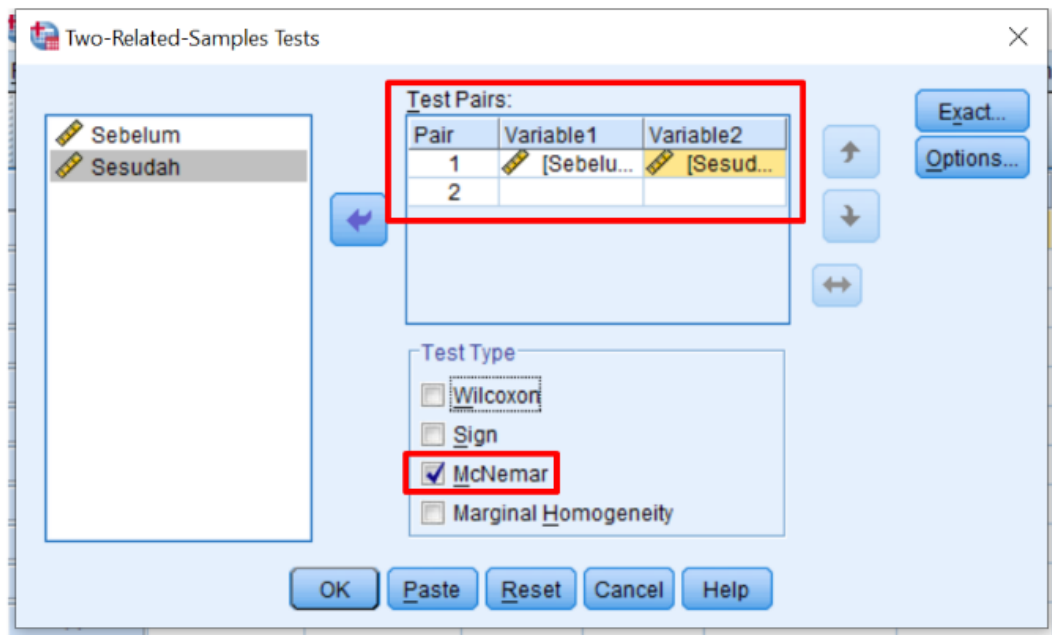 Two-Related-Samples Tests
Sebelum
Sesudah
Test Pairs:
Pair Variable1 Variable2
1 [Sebelu... [Sesud...
2
Exact...
Options...
Test Type
Wilcoxon
Sign
McNemar
Marginal Homogeneity
OK Paste Reset Cancel Help